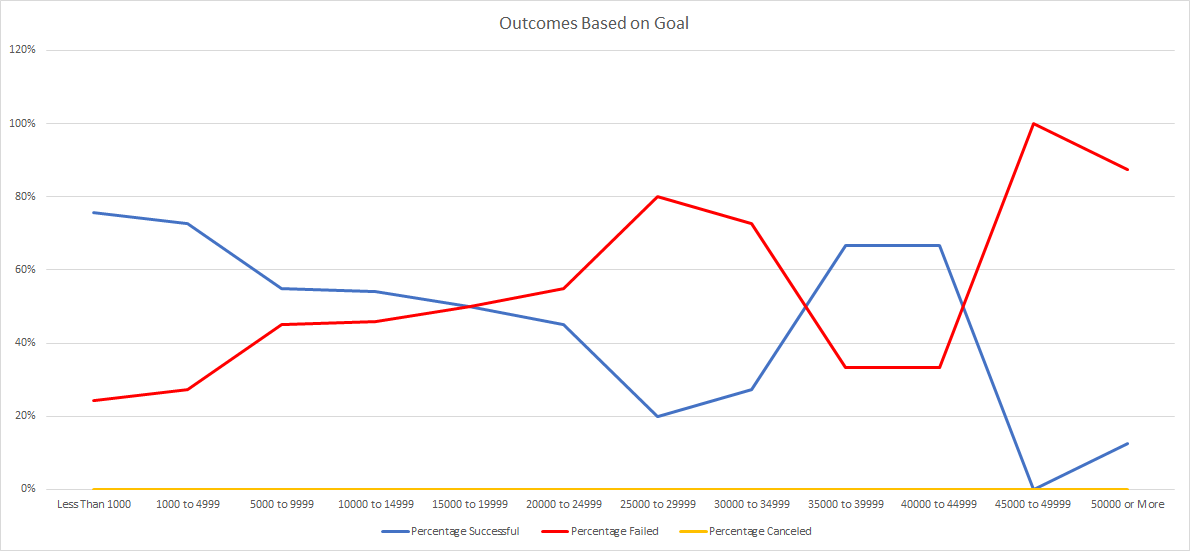 Outcomes Based on Goal
120%
100%
80%
60%
40%
20%
0%
Less Than 1000 1000 to 4999 5000 to 9999 10000 to 14999 15000 to 19999 20000 to 24999 25000 to 29999 30000 to 34999 35000 to 39999 40000 to 44999 45000 to 49999 50000 or More
Percentage Successful Percentage Failed Percentage Canceled